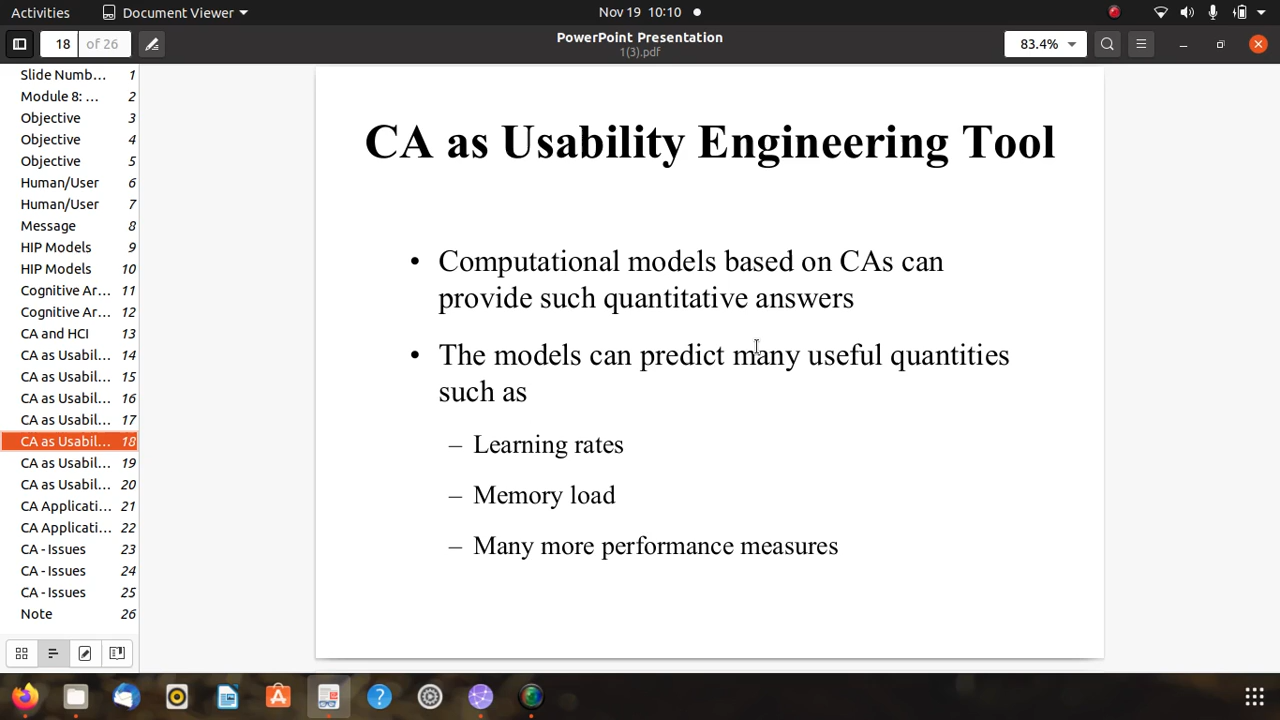 Activities
Document Viewer
Nov 19 10:10
18 of 26
PowerPoint Presentation
1(3).pdf
83.4%
Slide Numb... 1
Module 8: ... 2
Objective 3
Objective 4
Objective 5
Human/User 6
Human/User 7
Message 8
HIP Models 9
HIP Models 10
Cognitive Ar... 11
Cognitive Ar... 12
CA and HCI 13
CA as Usabil... 14
CA as Usabil... 15
CA as Usabil... 16
CA as Usabil... 17
CA as Usabil... 18
CA as Usabil... 19
CA as Usabil... 20
CA Applicati... 21
CA Applicati... 22
CA - Issues 23
CA - Issues 24
CA - Issues 25
Note 26
CA as Usability Engineering Tool
• Computational models based on CAs can
provide such quantitative answers
• The models can predict many useful quantities
such as
– Learning rates
– Memory load
– Many more performance measures